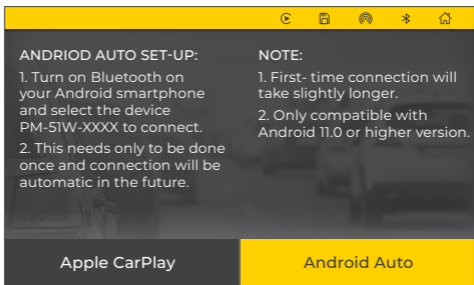 ANDRIOD AUTO SET-UP:
1. Turn on Bluetooth on
your Android smartphone
and select the device
PM-51W-XXXX to connect.
2. This needs only to be done
once and connection will be
automatic in the future.
NOTE:
1. First- time connection will
take slightly longer.
2. Only compatible with
Android 11.0 or higher version.
Apple CarPlay
Android Auto